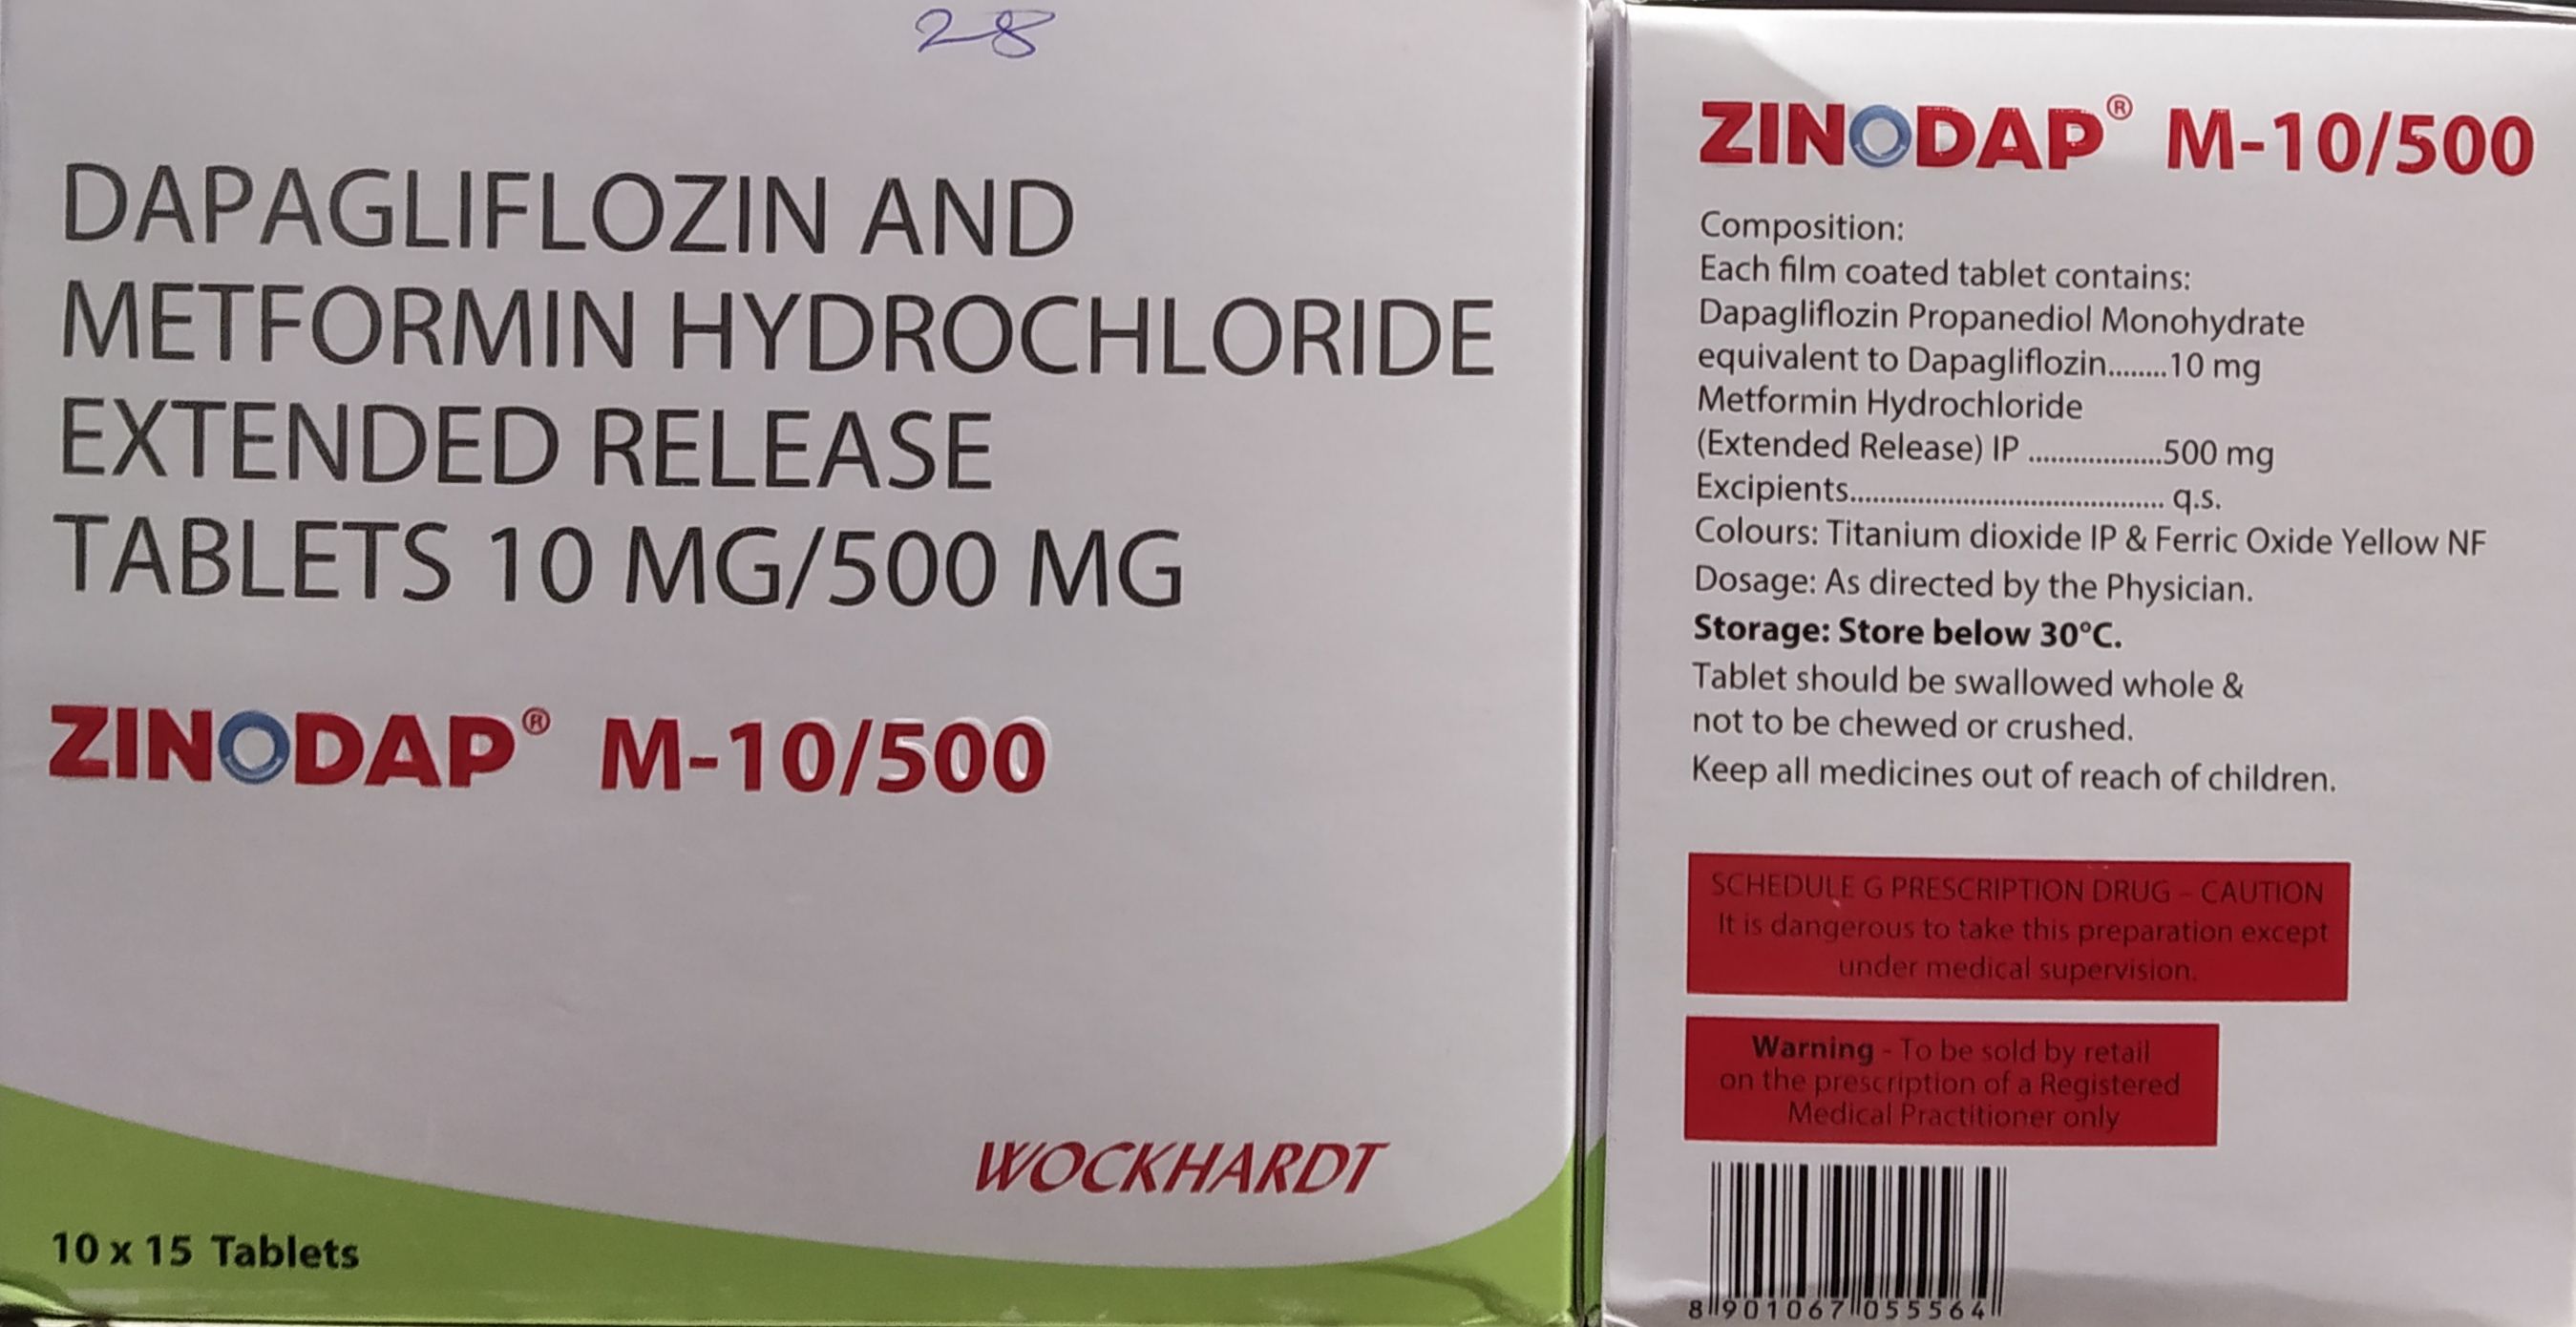 28
DAPAGLIFLOZIN AND
METFORMIN HYDROCHLORIDE
EXTENDED RELEASE
TABLETS 10 MG/500 MG
ZINODAP® M-10/500
WOCKHARDT
10 x 15 Tablets
ZINODAP® M-10/500
Composition:
Each film coated tablet contains:
Dapagliflozin Propanediol Monohydrate
equivalent to Dapagliflozin........10 mg
Metformin Hydrochloride
(Extended Release) IP ..................500 mg
Excipients.......................................... q.s.
Colours: Titanium dioxide IP & Ferric Oxide Yellow NF
Dosage: As directed by the Physician.
Storage: Store below 30°C.
Tablet should be swallowed whole &
not to be chewed or crushed.
Keep all medicines out of reach of children.
SCHEDULE G PRESCRIPTION DRUG – CAUTION
It is dangerous to take this preparation except
under medical supervision.
Warning - To be sold by retail
on the prescription of a Registered
Medical Practitioner only
8 901067 055564